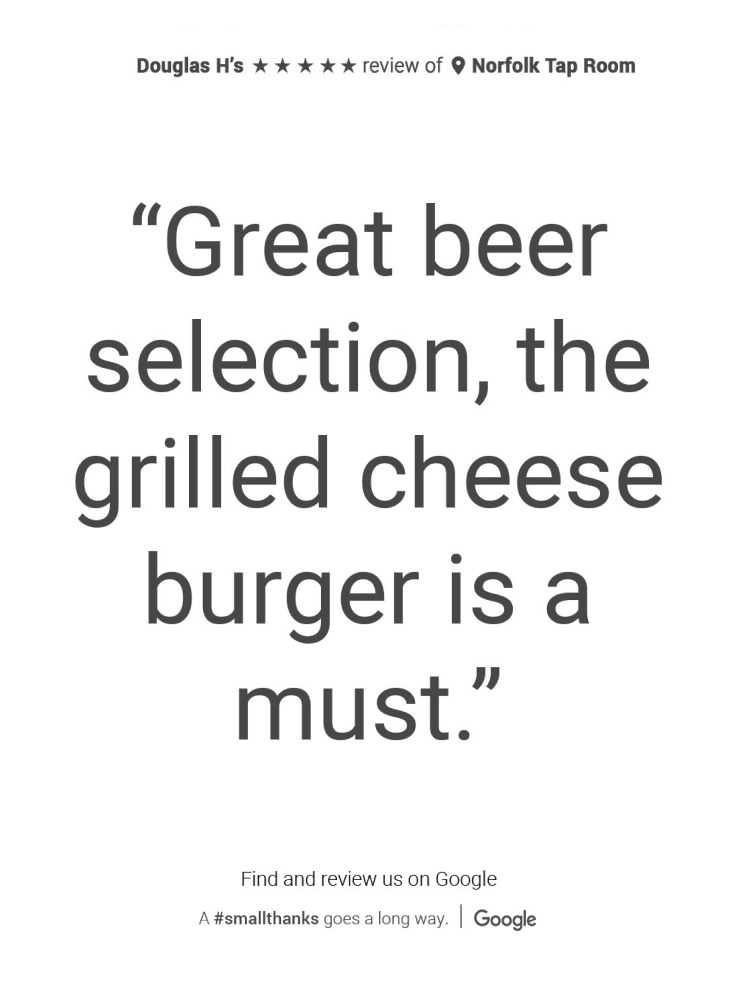 Douglas H’s ★★★★★ review of Norfolk Tap Room
“Great beer
selection, the
grilled cheese
burger is a
must.”
Find and review us on Google
A #smallthanks goes a long way. | Google